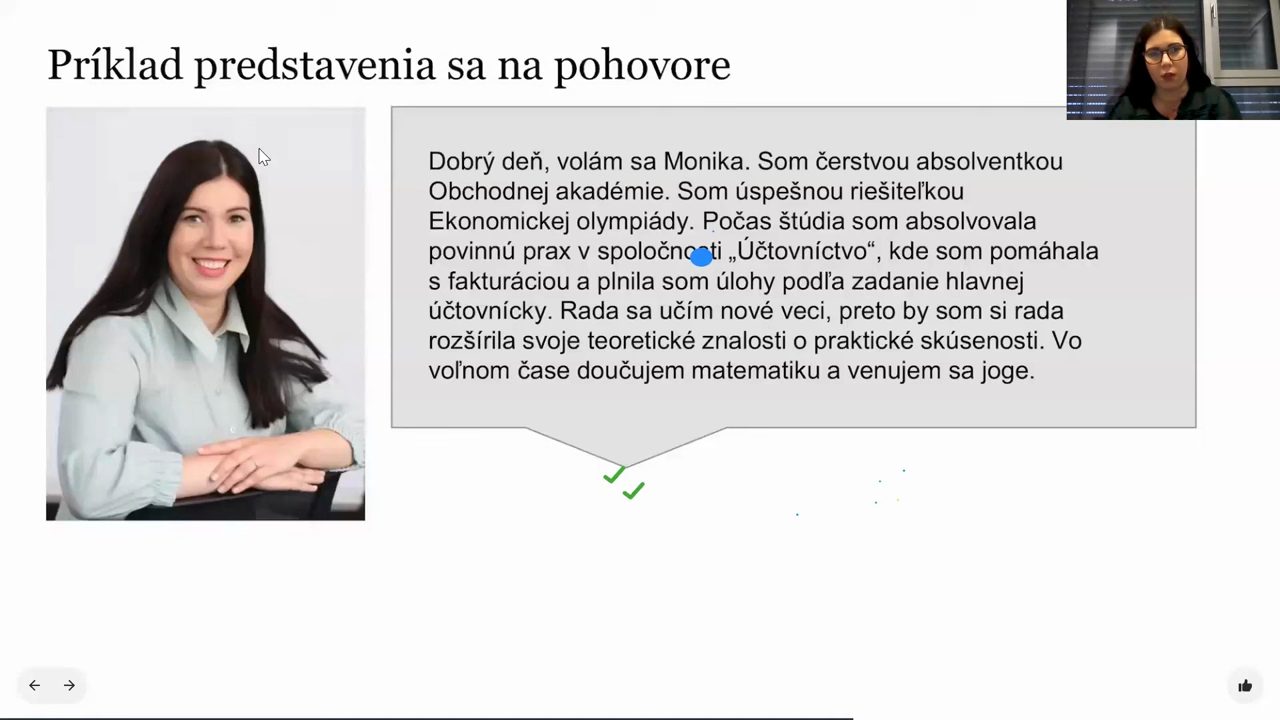 Príklad predstavenia sa na pohovore
Dobrý deň, volám sa Monika. Som čerstvou absolventkou
Obchodnej akadémie. Som úspešnou riešiteľkou
Ekonomickej olympiády. Počas štúdia som absolvovala
povinnú prax v spoločnosti „Účtovníctvo“, kde som pomáhala
s fakturáciou a plnila som úlohy podľa zadanie hlavnej
účtovnícky. Rada sa učím nové veci, preto by som si rada
rozšírila svoje teoretické znalosti o praktické skúsenosti. Vo
voľnom čase doučujem matematiku a venujem sa joge.